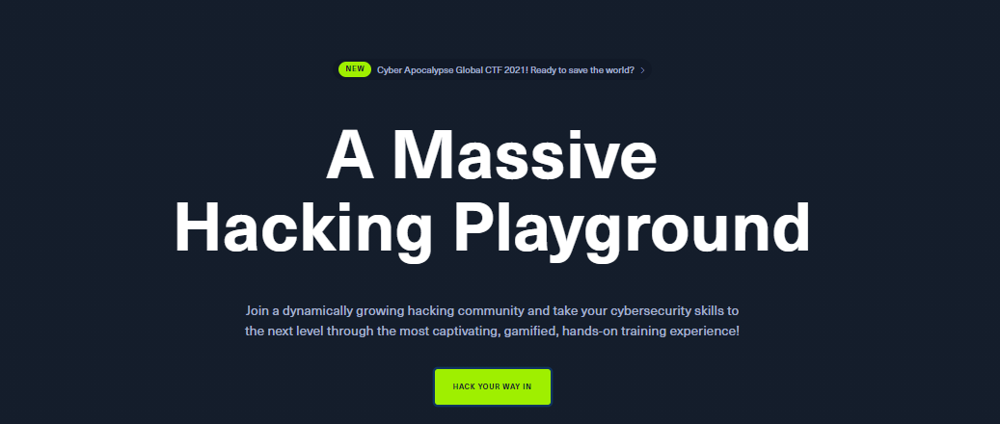 NEW Cyber Apocalypse Global CTF 2021! Ready to save the world?
A Massive
Hacking Playground
Join a dynamically growing hacking community and take your cybersecurity skills to
the next level through the most captivating, gamified, hands-on training experience!
HACK YOUR WAY IN